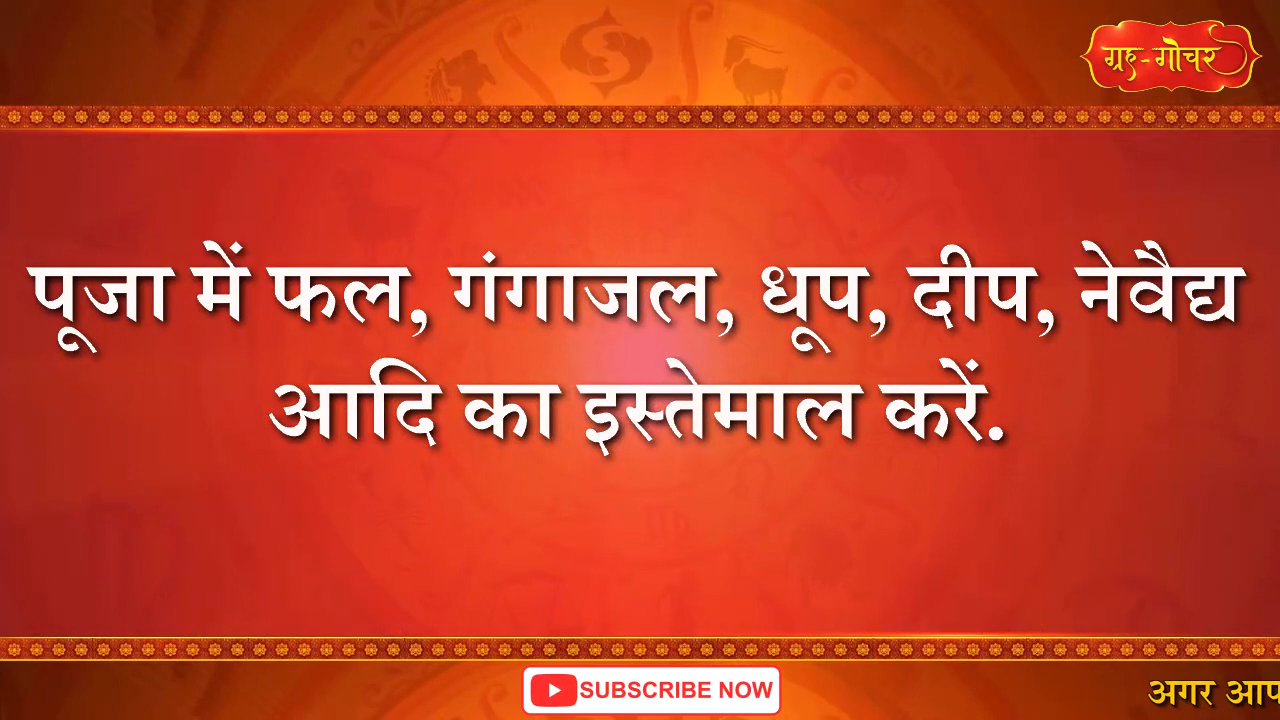 ग्रह-गोचर
पूजा में फल, गंगाजल, धूप, दीप, नेवैद्य
आदि का इस्तेमाल करें.
SUBSCRIBE NOW
अगर आप